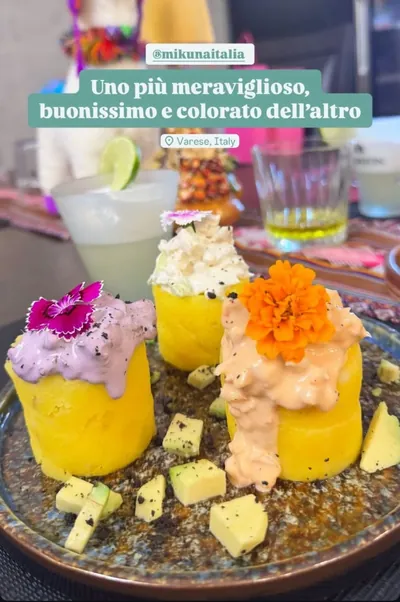 @mikunaitalia
Uno più meraviglioso,
buonissimo e colorato dell'altro
Varese, Italy